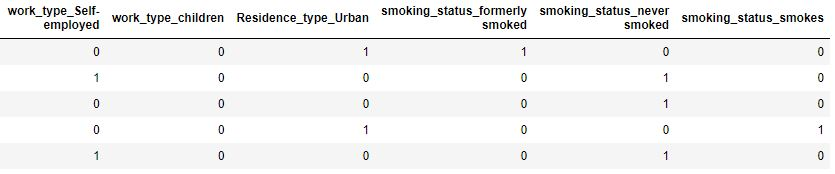 work_type_Self-employed work_type_children Residence_type_Urban smoking_status_formerly smoked smoking_status_never smoked smoking_status_smokes
0 0 1 1 0 0
1 0 0 0 1 0
0 0 0 0 1 0
0 0 1 0 0 1
1 0 0 0 1 0